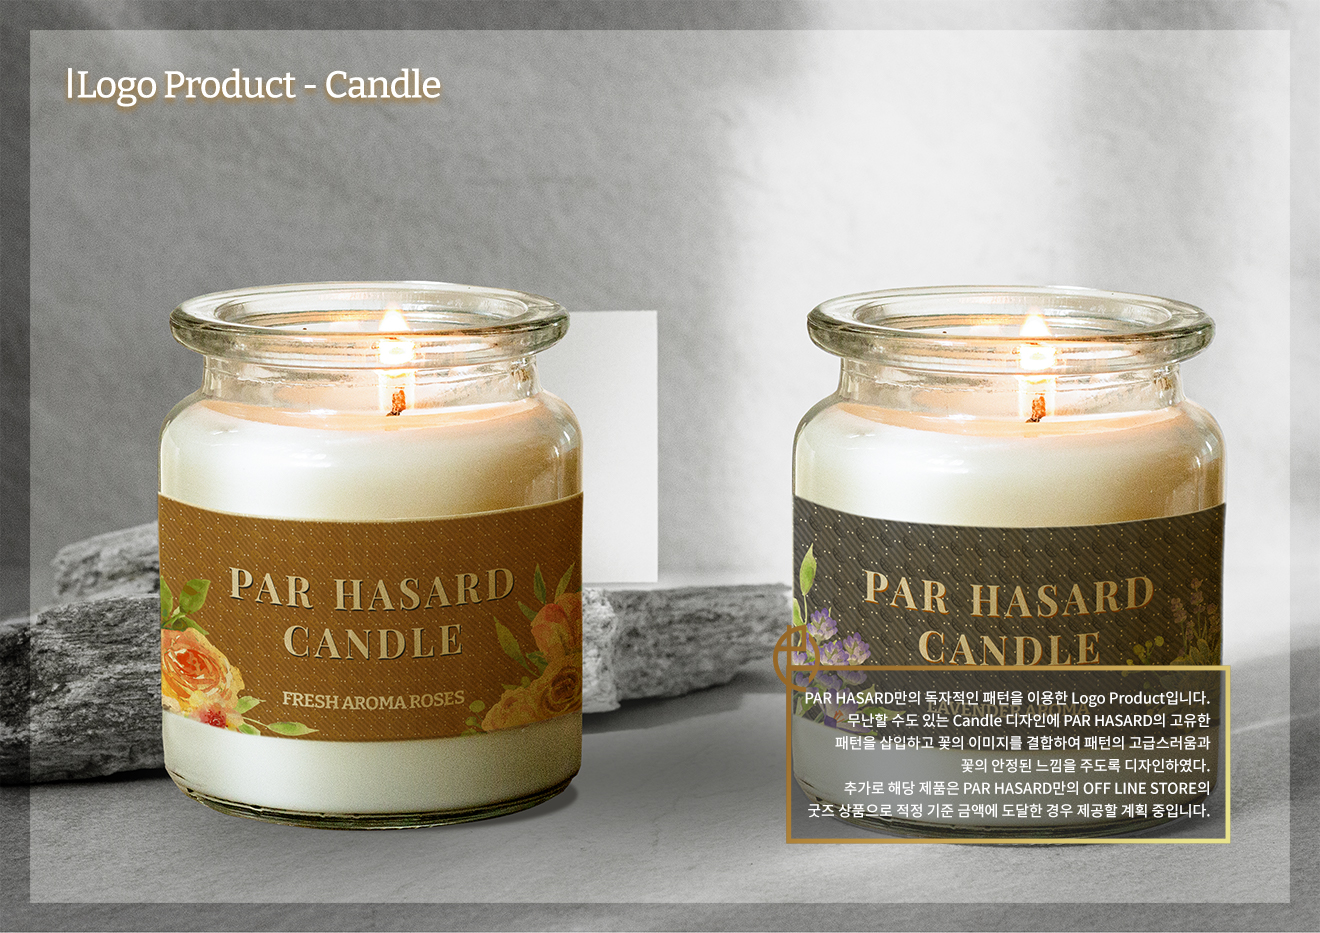 Logo Product - Candle
PAR HASARD
CANDLE
FRESH AROMA ROSES
PAR HASARD
CANDLE
LAVENDER AROMA
PAR HASARD만의 독자적인 패턴을 이용한 Logo Product입니다.
무난할 수도 있는 Candle 디자인에 PAR HASARD의 고유한
패턴을 삽입하고 꽃의 이미지를 결합하여 패턴의 고급스러움과
꽃의 안정된 느낌을 주도록 디자인하였다.
추가로 해당 제품은 PAR HASARD만의 OFF LINE STORE의
굿즈 상품으로 적정 기준 금액에 도달한 경우 제공할 계획 중입니다.